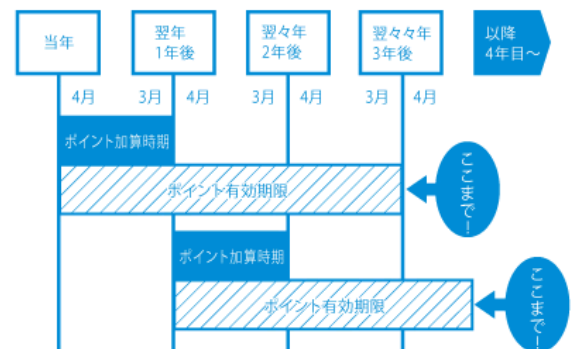 当年
翌年
1年後
翌々年
2年後
翌々々年
3年後
以降
4年目～
4月
3月
4月
3月
4月
3月
4月
ポイント加算時期
ポイント有効期限
ここまで！
ポイント加算時期
ポイント有効期限
ここまで！